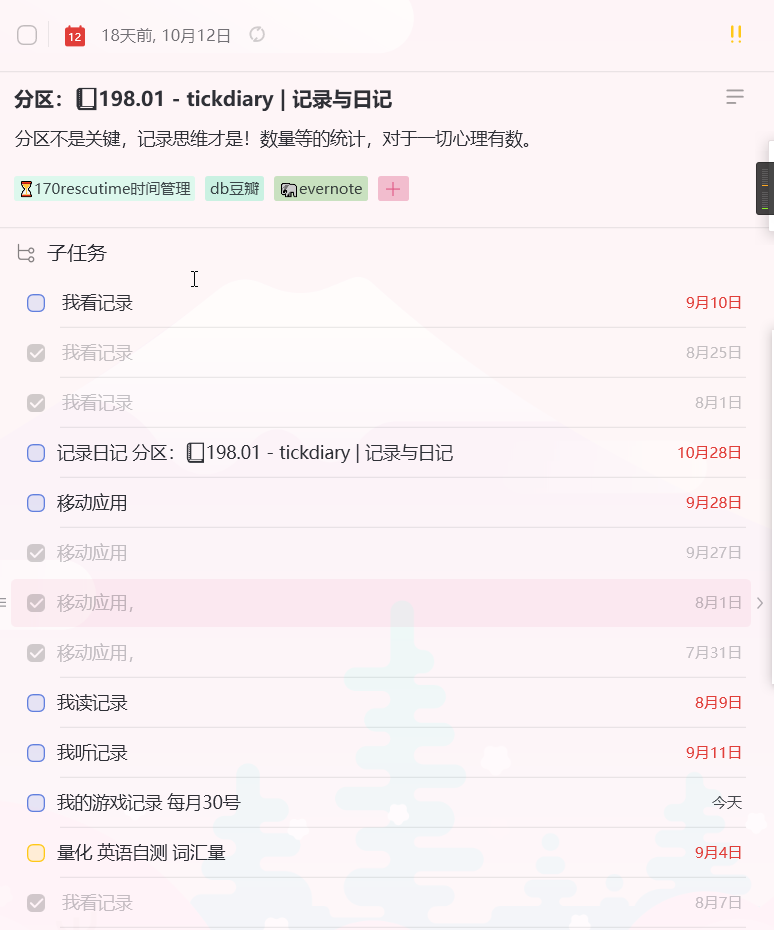 12 18天前, 10月12日
分区：📓198.01 - tickdiary | 记录与日记
分区不是关键，记录思维才是！数量等的统计，对于一切心理有数。
⌛170rescutime时间管理 db豆瓣 🐘evernote
子任务
我看记录 9月10日
我看记录 8月25日
我看记录 8月1日
记录日记 分区：📓198.01 - tickdiary | 记录与日记 10月28日
移动应用 9月28日
移动应用 9月27日
移动应用， 8月1日
移动应用， 7月31日
我读记录 8月9日
我听记录 9月11日
我的游戏记录 每月30号 今天
量化 英语自测 词汇量 9月4日
我看记录 8月7日